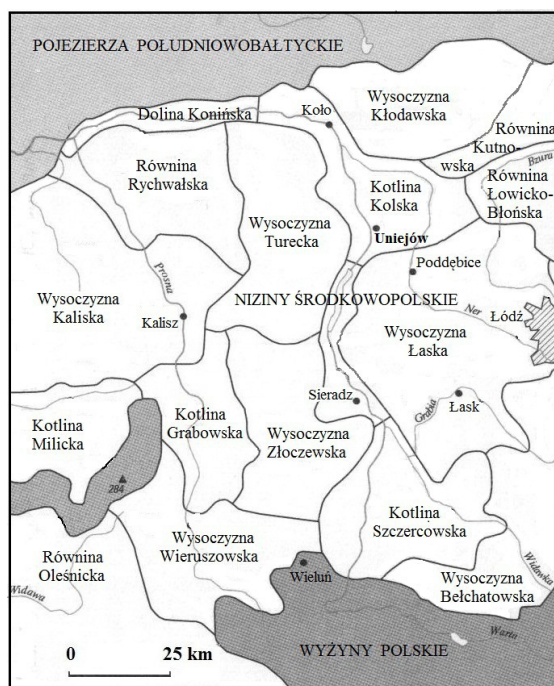 POJEZIERZA POŁUDNIOWOBAŁTYCKIE
Dolina Konińska
Koło
Wysoczyzna
Kłodawska
Równina
Kutno-
wska
Bzura
Równina
Łowicko-
Błońska
Równina
Rychwalska
Wysoczyzna
Turecka
Kotlina
Kolska
Uniejów
Poddębice
Prosna
Wysoczyzna
Kaliska
Kalisz
NIZINY ŚRODKOWOPOLSKIE
Ner
Łódź
Wysoczyzna
Łaska
Sieradz
Grabia
Łask
Kotlina
Milicka
284
Kotlina
Grabowska
Wysoczyzna
Złoczewska
Kotlina
Szczercowska
Równina
Oleśnicka
Widawa
Wysoczyzna
Wieruszowska
Wieluń
Widawka
Wysoczyzna
Bełchatowska
Warta
WYŻYNY POLSKIE
0 25 km